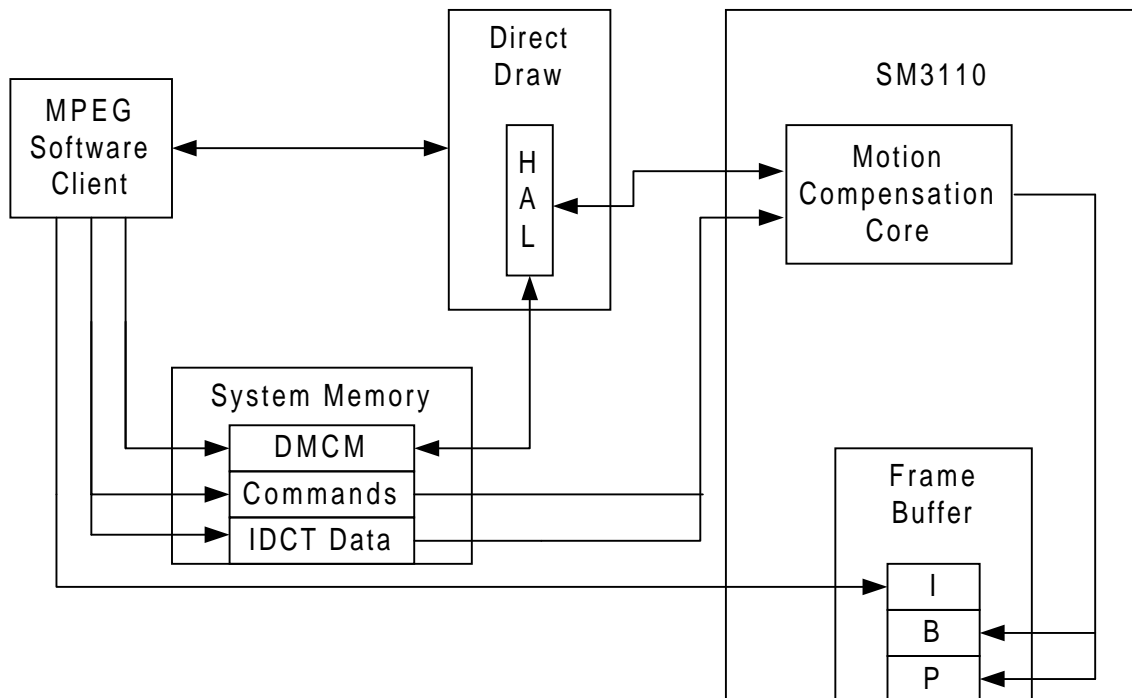 MPEG
Software
Client
Direct
Draw
H
A
L
SM3110
Motion
Compensation
Core
System Memory
DMCM
Commands
IDCT Data
Frame
Buffer
I
B
P